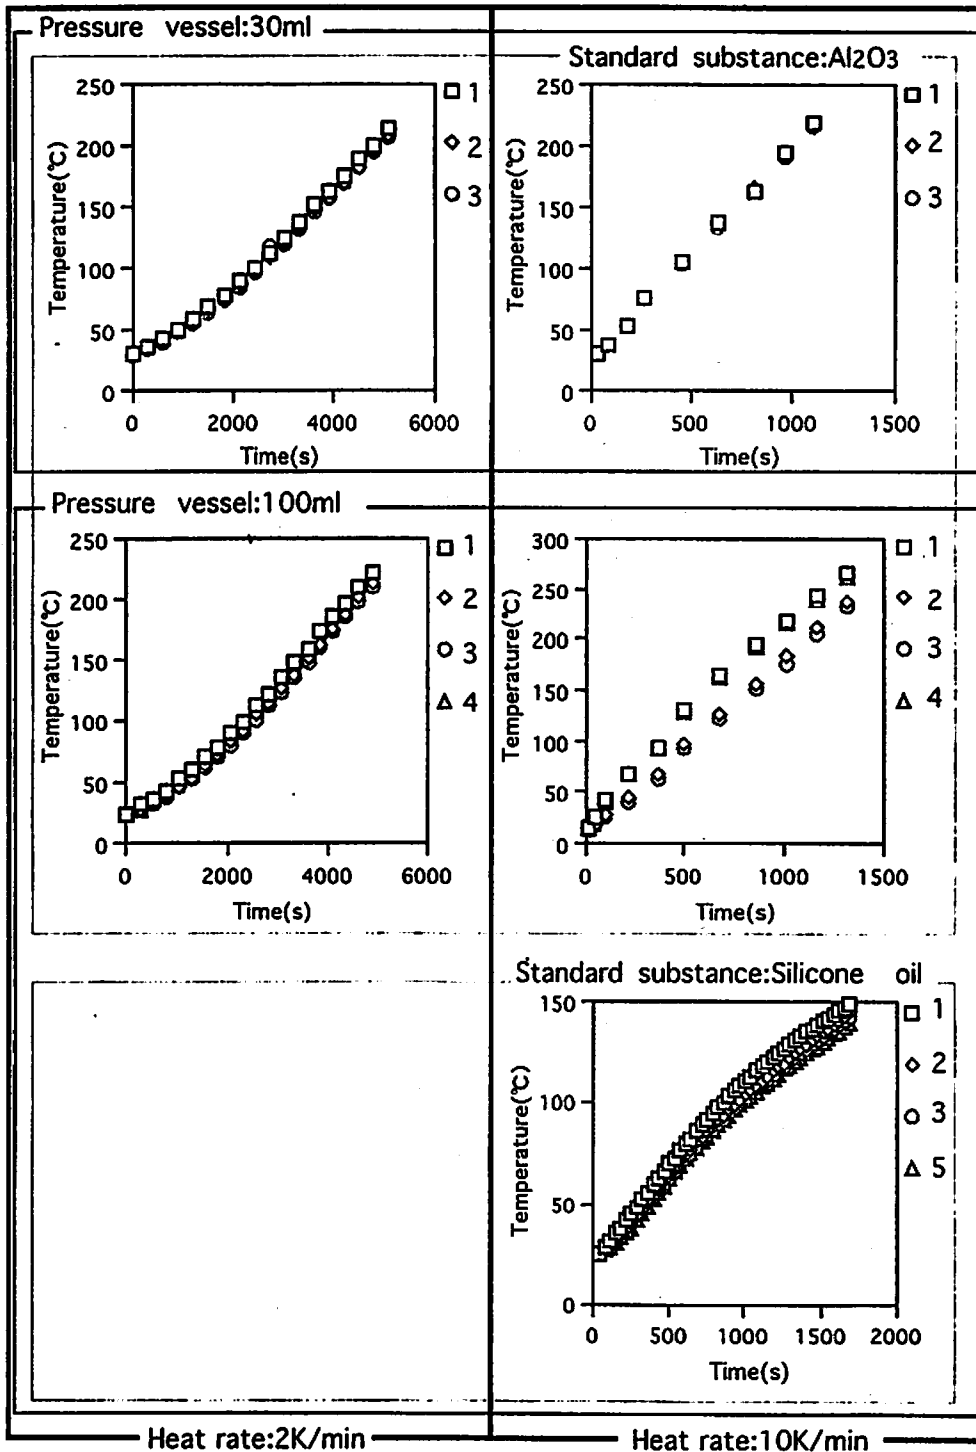 Pressure vessel:30ml
Standard substance:Al2O3
250
200
150
100
50
0
Temperature(℃)
0 2000 4000 6000
Time(s)
1
2
3
250
200
150
100
50
0
Temperature(℃)
0 500 1000 1500
Time(s)
1
2
3
Pressure vessel:100ml
250
200
150
100
50
0
Temperature(℃)
0 2000 4000 6000
Time(s)
1
2
3
4
300
250
200
150
100
50
0
Temperature(℃)
0 500 1000 1500
Time(s)
1
2
3
4
Standard substance:Silicone oil
150
100
50
0
Temperature(℃)
0 500 1000 1500 2000
Time(s)
1
2
3
5
Heat rate:2K/min
Heat rate:10K/min